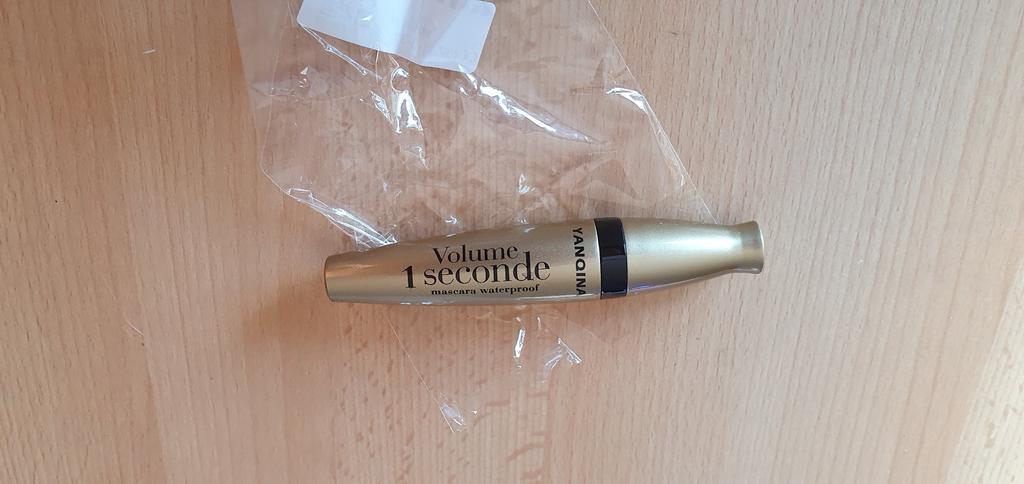 Volume
1 seconde
mascara waterproof
YANQINA